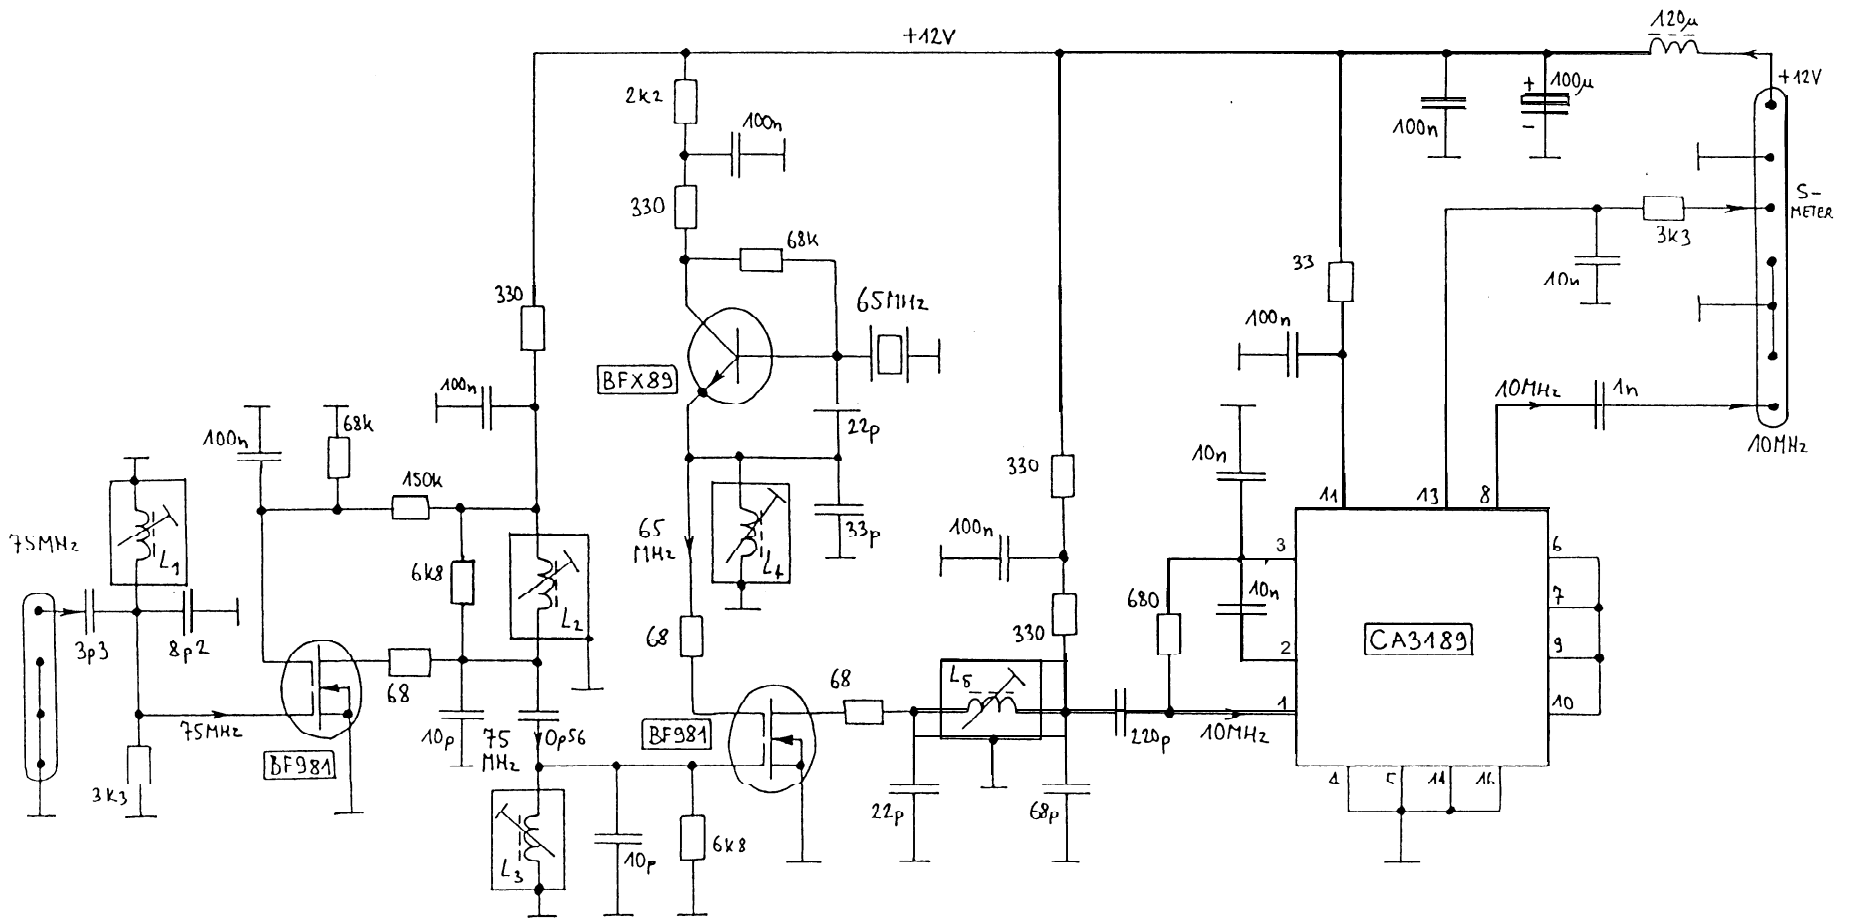 120µ
+12V
+12V
2k2
100n
+
100µ
-
100n
330
S-
METER
3k3
68k
10n
33
330
65MHz
100n
BFX89
100n
10MHz
1n
10MHz
68k
100n
22p
150k
330
10n
11
13
8
75MHz
L1
65
MHz
33p
100n
3
6
6k8
L2
L4
10n
7
680
3p3
8p2
68
330
CA3189
2
9
68
L5
68
75MHz
BF981
10p
75
MHz
0p56
BF981
220p
10MHz
1
10
BF981
3k3
4
5
14
16
22p
68p
L3
10p
6k8